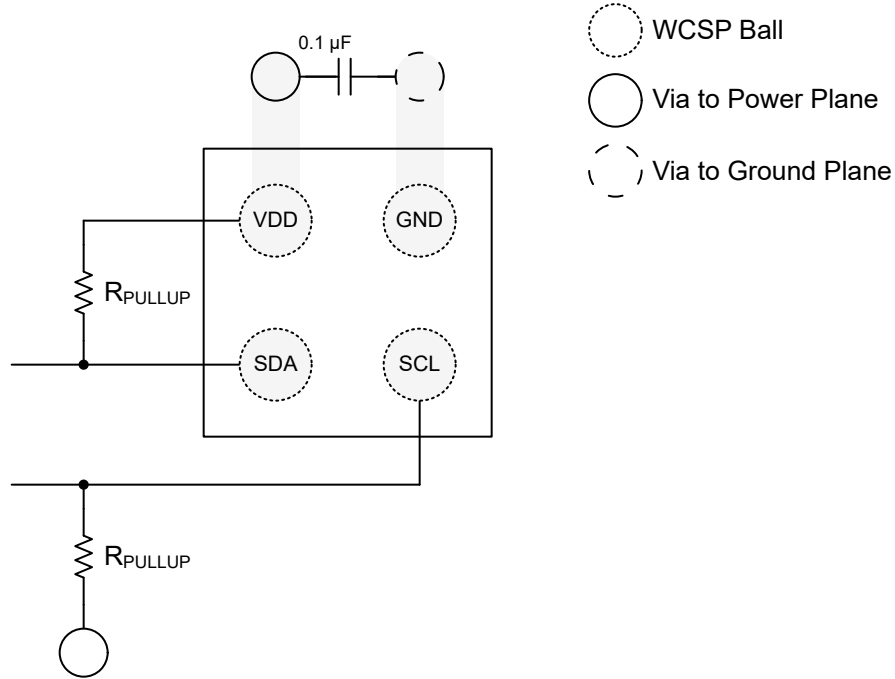 0.1 µF
WCSP Ball
Via to Power Plane
Via to Ground Plane
VDD
GND
RPULLUP
SDA
SCL
RPULLUP